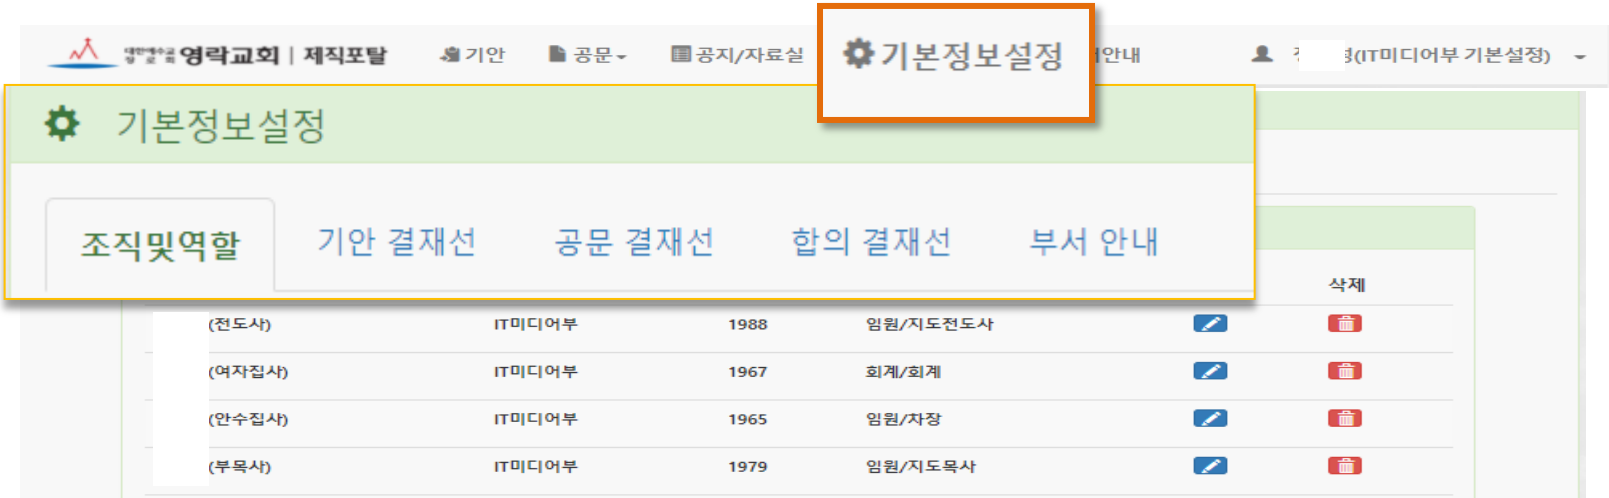 영락교회 | 제직포탈 기안 공문 공지/자료실 기본정보설정 안내 (IT미디어부 기본설정)
기본정보설정
조직및역할 기안 결재선 공문 결재선 합의 결재선 부서 안내
삭제
(전도사) IT미디어부 1988 임원/지도전도사
(여자집사) IT미디어부 1967 회계/회계
(안수집사) IT미디어부 1965 임원/차장
(부목사) IT미디어부 1979 임원/지도목사